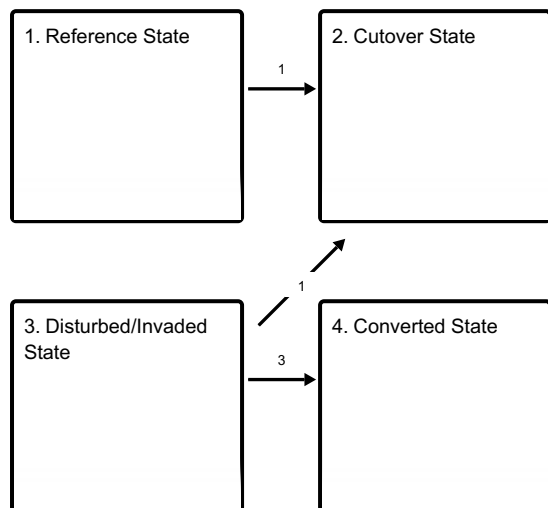 1. Reference State
2. Cutover State
1
1
3. Disturbed/Invaded
State
4. Converted State
3